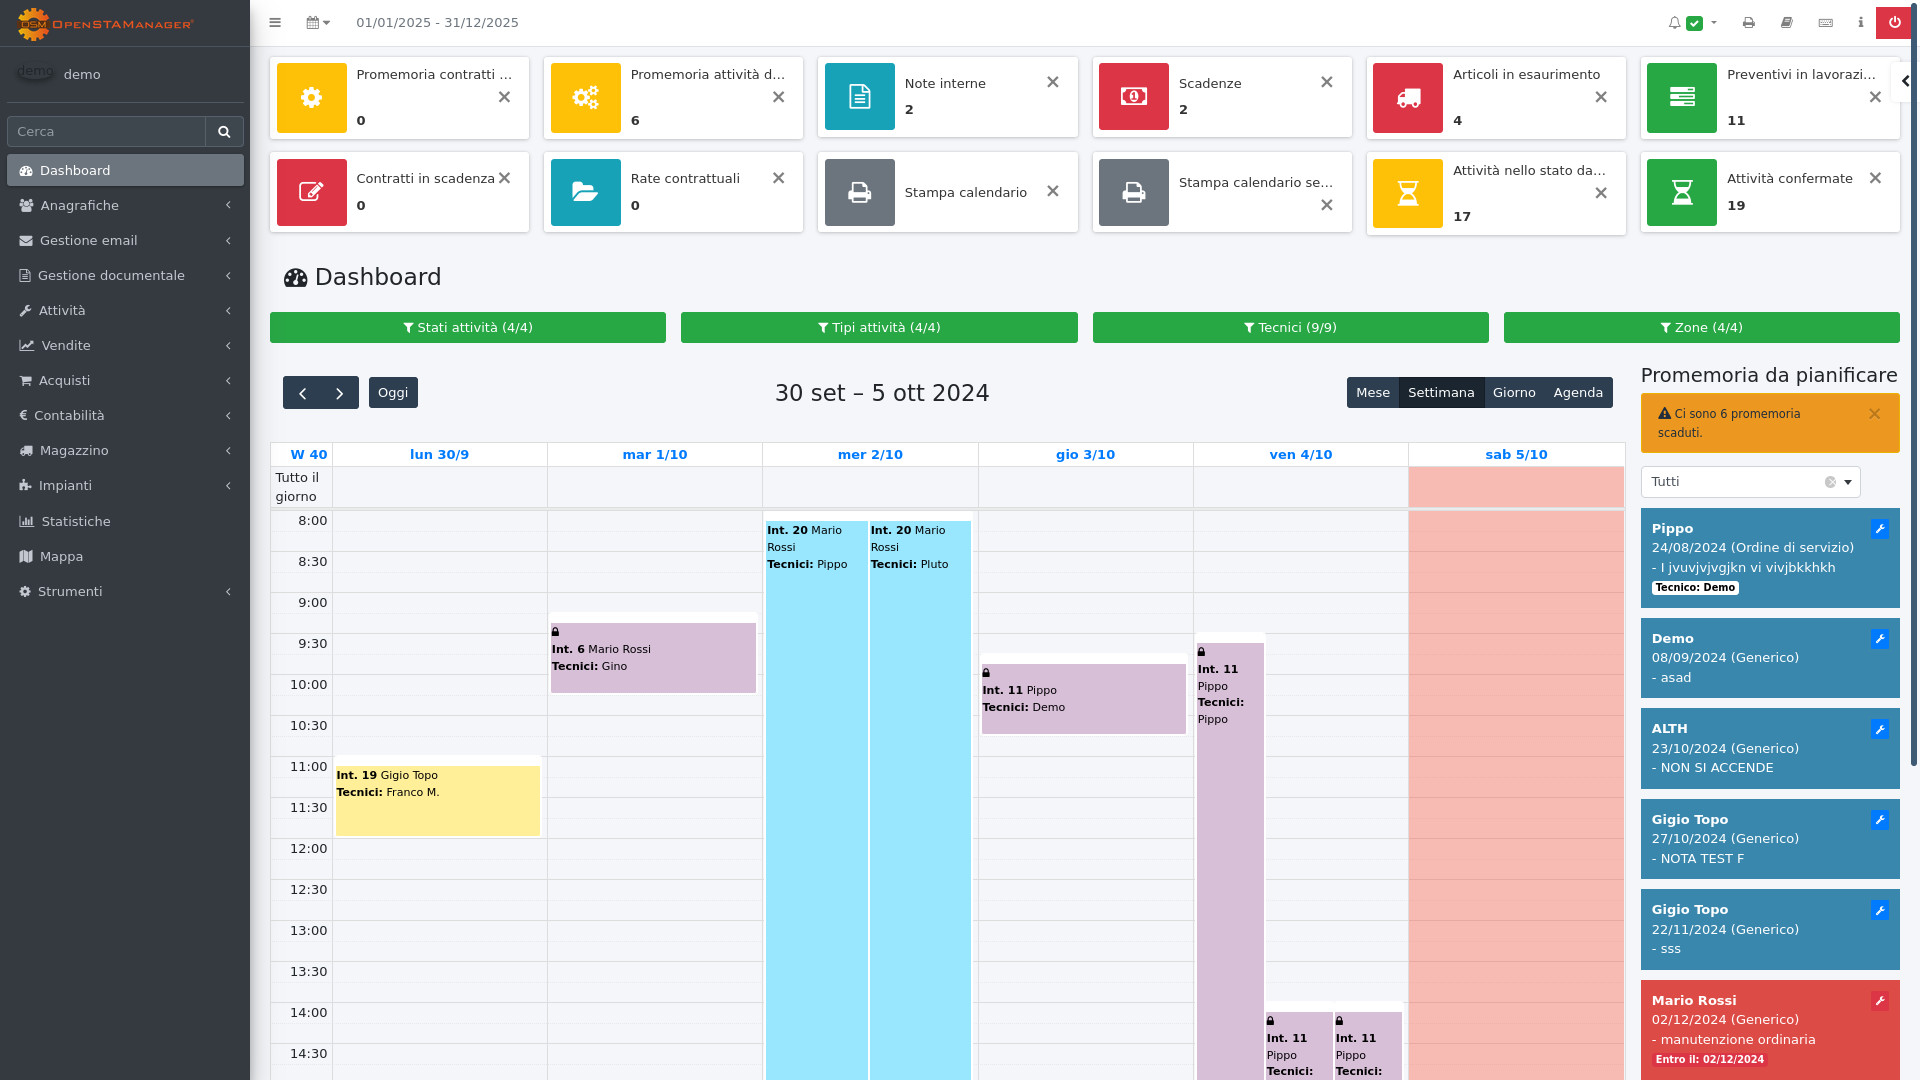 OSM OpenSTAManager®
01/01/2025 - 31/12/2025
demo
demo
Cerca
Dashboard
Anagrafiche
Gestione email
Gestione documentale
Attività
Vendite
Acquisti
Contabilità
Magazzino
Impianti
Statistiche
Mappa
Strumenti
Promemoria contratti ...
0
Promemoria attività d...
6
Note interne
2
Scadenze
2
Articoli in esaurimento
4
Preventivi in lavorazi...
11
Contratti in scadenza
0
Rate contrattuali
0
Stampa calendario
Stampa calendario se...
Attività nello stato da...
17
Attività confermate
19
Dashboard
Stati attività (4/4)
Tipi attività (4/4)
Tecnici (9/9)
Zone (4/4)
Oggi
30 set – 5 ott 2024
Mese Settimana Giorno Agenda
W 40 lun 30/9 mar 1/10 mer 2/10 gio 3/10 ven 4/10 sab 5/10
Tutto il
giorno
8:00
8:30
9:00
9:30
10:00
10:30
11:00
11:30
12:00
12:30
13:00
13:30
14:00
14:30
Int. 19 Gigio Topo
Tecnici: Franco M.
Int. 6 Mario Rossi
Tecnici: Gino
Int. 20 Mario
Rossi
Tecnici: Pippo
Int. 20 Mario
Rossi
Tecnici: Pluto
Int. 11 Pippo
Tecnici: Demo
Int. 11
Pippo
Tecnici:
Pippo
Int. 11
Pippo
Tecnici:
Int. 11
Pippo
Tecnici:
Promemoria da pianificare
Ci sono 6 promemoria
scaduti.
Tutti
Pippo
24/08/2024 (Ordine di servizio)
- I jvuvjvjvgjkn vi vivjbkkhkh
Tecnico: Demo
Demo
08/09/2024 (Generico)
- asad
ALTH
23/10/2024 (Generico)
- NON SI ACCENDE
Gigio Topo
27/10/2024 (Generico)
- NOTA TEST F
Gigio Topo
22/11/2024 (Generico)
- sss
Mario Rossi
02/12/2024 (Generico)
- manutenzione ordinaria
Entro il: 02/12/2024